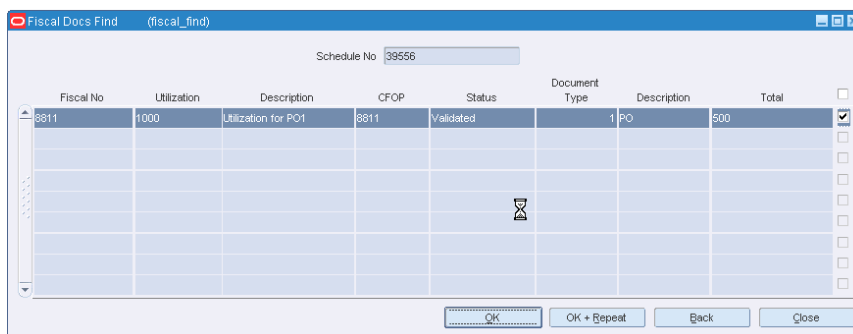 Fiscal Docs Find (fiscal_find)
Schedule No 39556
Fiscal No Utilization Description CFOP Status Document Type Description Total
8811 1000 Utilization for PO1 8811 Validated 1 PO 500
OK OK + Repeat Back Close